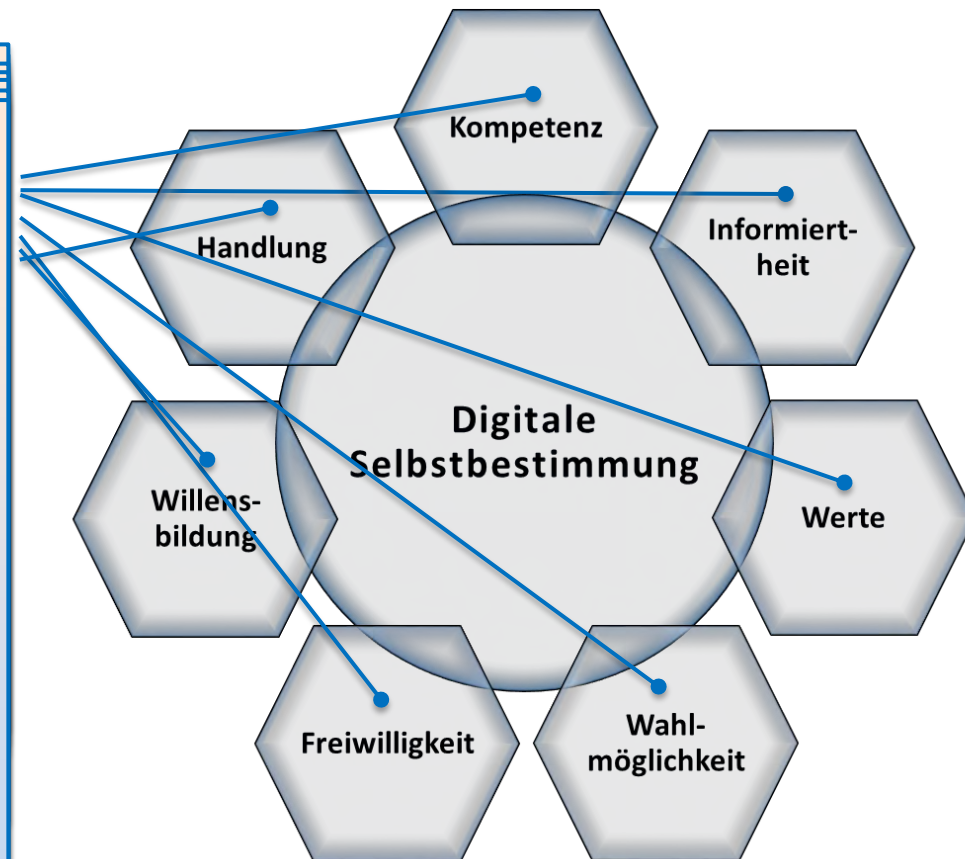 Kompetenz
Informiert-
heit
Handlung
Digitale
Selbstbestimmung
Werte
Willens-
bildung
Freiwilligkeit
Wahl-
möglichkeit